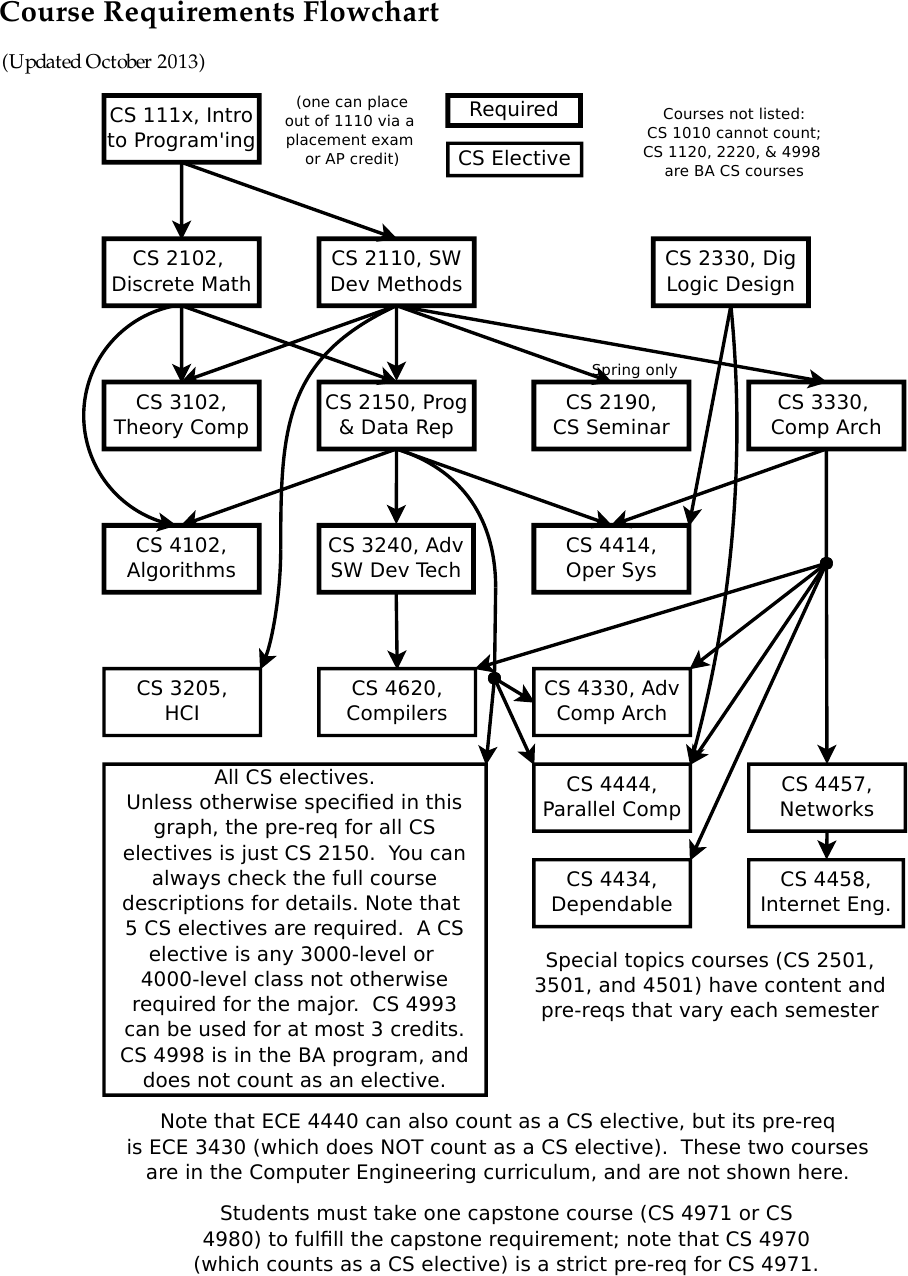 Course Requirements Flowchart
(Updated October 2013)
CS 111x, Intro
to Program'ing
(one can place
out of 1110 via a
placement exam
or AP credit)
Required
CS Elective
Courses not listed:
CS 1010 cannot count;
CS 1120, 2220, & 4998
are BA CS courses
CS 2102,
Discrete Math
CS 2110, SW
Dev Methods
CS 2330, Dig
Logic Design
Spring only
CS 3102,
Theory Comp
CS 2150, Prog
& Data Rep
CS 2190,
CS Seminar
CS 3330,
Comp Arch
CS 4102,
Algorithms
CS 3240, Adv
SW Dev Tech
CS 4414,
Oper Sys
CS 3205,
HCI
CS 4620,
Compilers
CS 4330, Adv
Comp Arch
All CS electives.
Unless otherwise specified in this
graph, the pre-req for all CS
electives is just CS 2150.  You can
always check the full course
descriptions for details. Note that
5 CS electives are required.  A CS
elective is any 3000-level or
4000-level class not otherwise
required for the major.  CS 4993
can be used for at most 3 credits.
CS 4998 is in the BA program, and
does not count as an elective.
CS 4444,
Parallel Comp
CS 4457,
Networks
CS 4434,
Dependable
CS 4458,
Internet Eng.
Special topics courses (CS 2501,
3501, and 4501) have content and
pre-reqs that vary each semester
Note that ECE 4440 can also count as a CS elective, but its pre-req
is ECE 3430 (which does NOT count as a CS elective).  These two courses
are in the Computer Engineering curriculum, and are not shown here.
Students must take one capstone course (CS 4971 or CS
4980) to fulfill the capstone requirement; note that CS 4970
(which counts as a CS elective) is a strict pre-req for CS 4971.